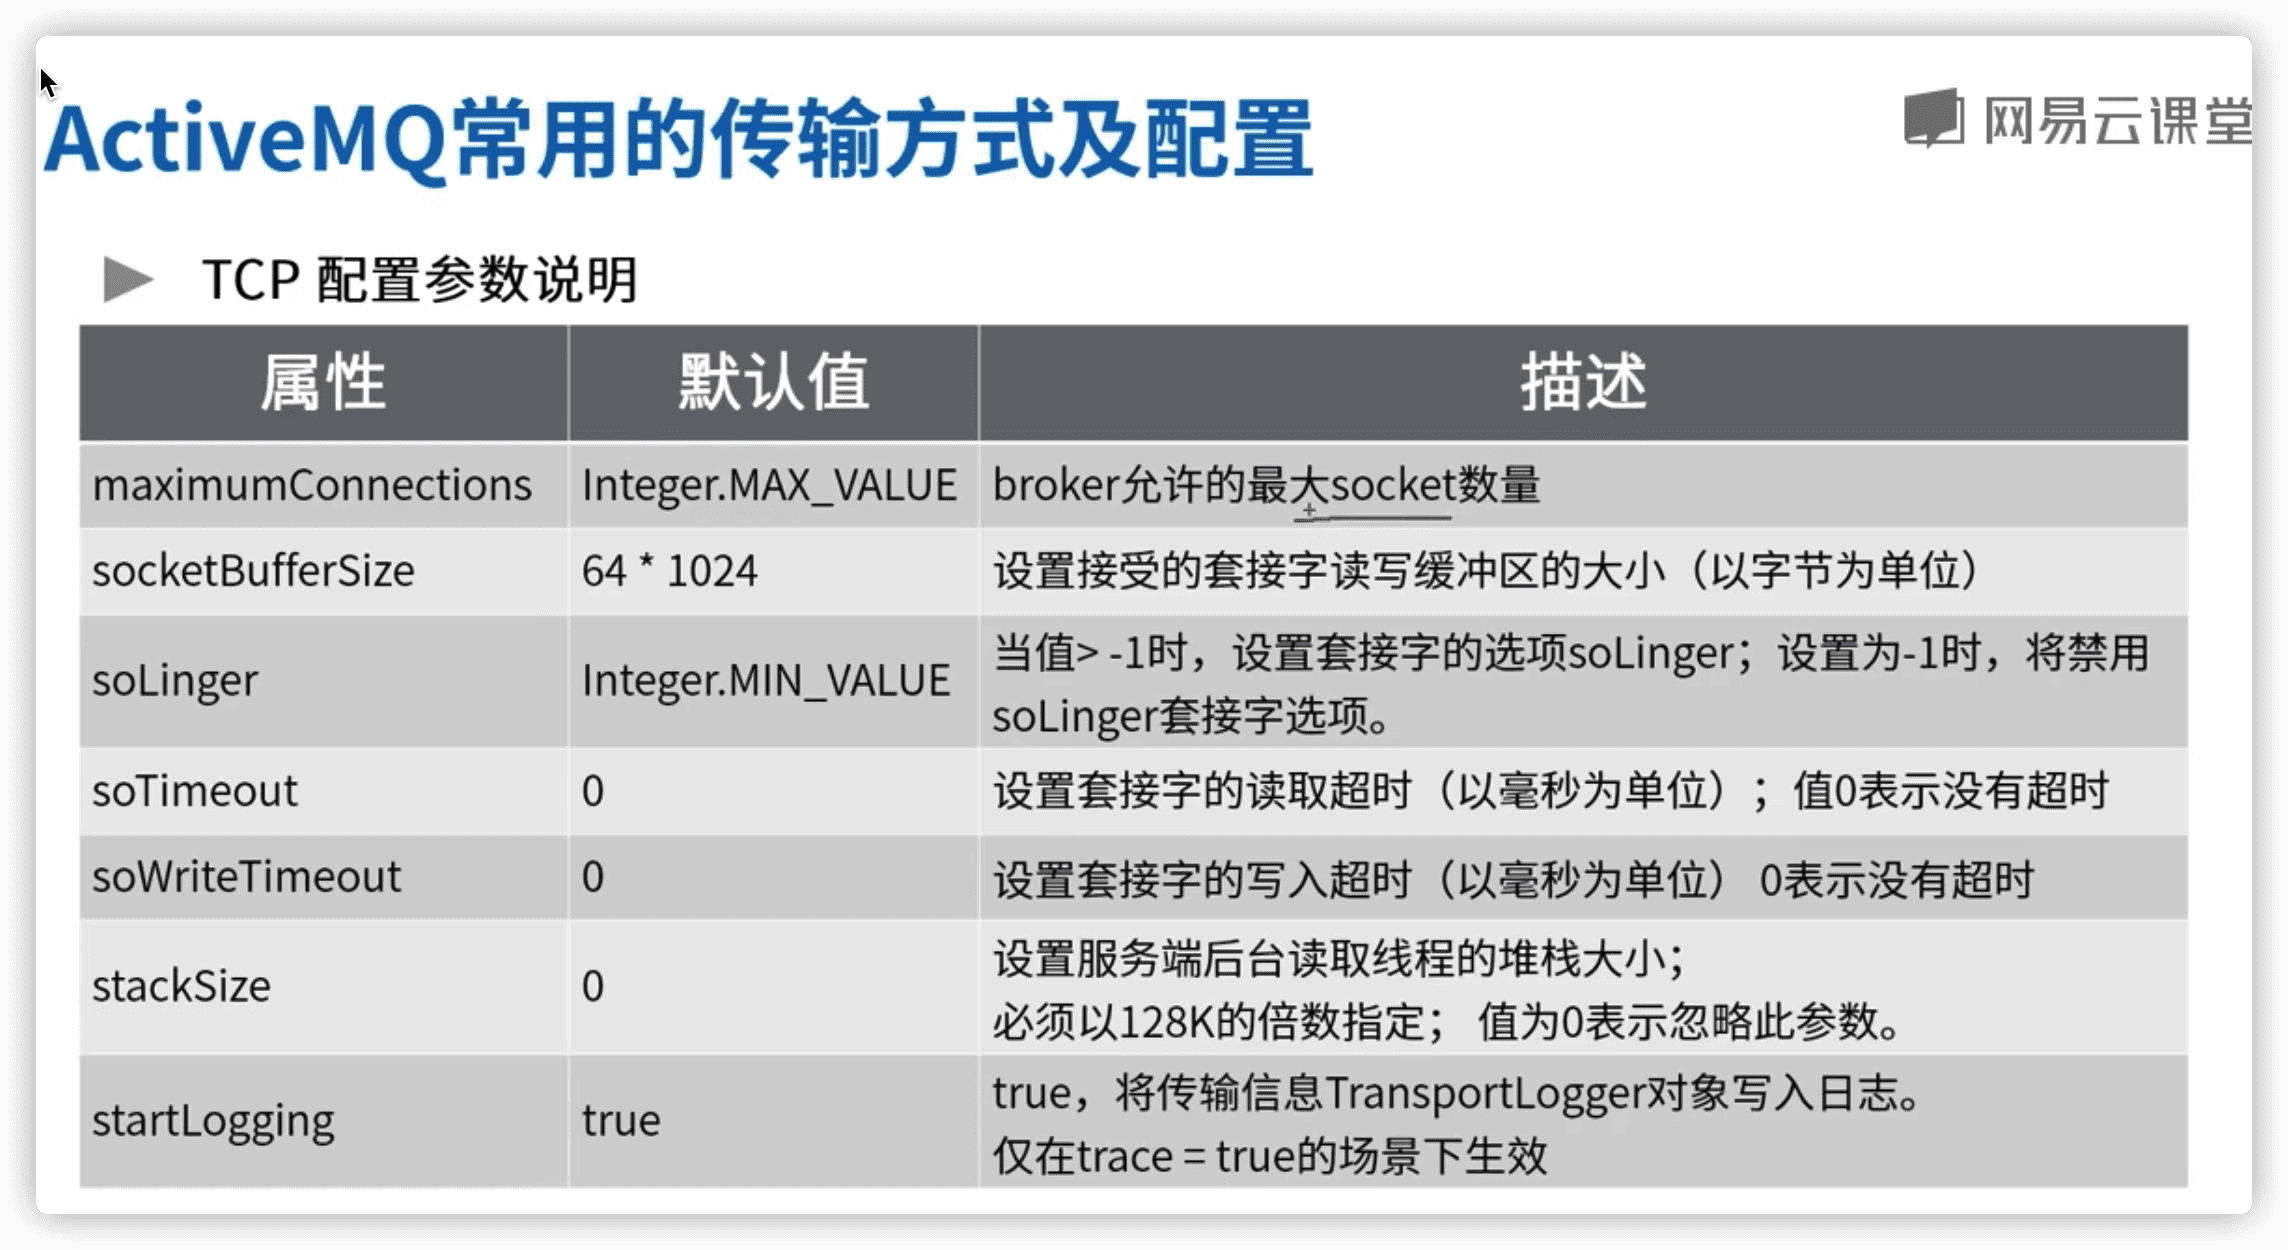 ActiveMQ常用的传输方式及配置
网易云课堂
TCP 配置参数说明
属性 默认值 描述
maximumConnections Integer.MAX_VALUE broker允许的最大socket数量
socketBufferSize 64 * 1024 设置接受的套接字读写缓冲区的大小（以字节为单位）
soLinger Integer.MIN_VALUE 当值> -1时，设置套接字的选项soLinger；设置为-1时，将禁用
soLinger套接字选项。
soTimeout 0 设置套接字的读取超时（以毫秒为单位）；值0表示没有超时
soWriteTimeout 0 设置套接字的写入超时（以毫秒为单位） 0表示没有超时
stackSize 0 设置服务端后台读取线程的堆栈大小；
必须以128K的倍数指定； 值为0表示忽略此参数。
startLogging true true，将传输信息TransportLogger对象写入日志。
仅在trace = true的场景下生效